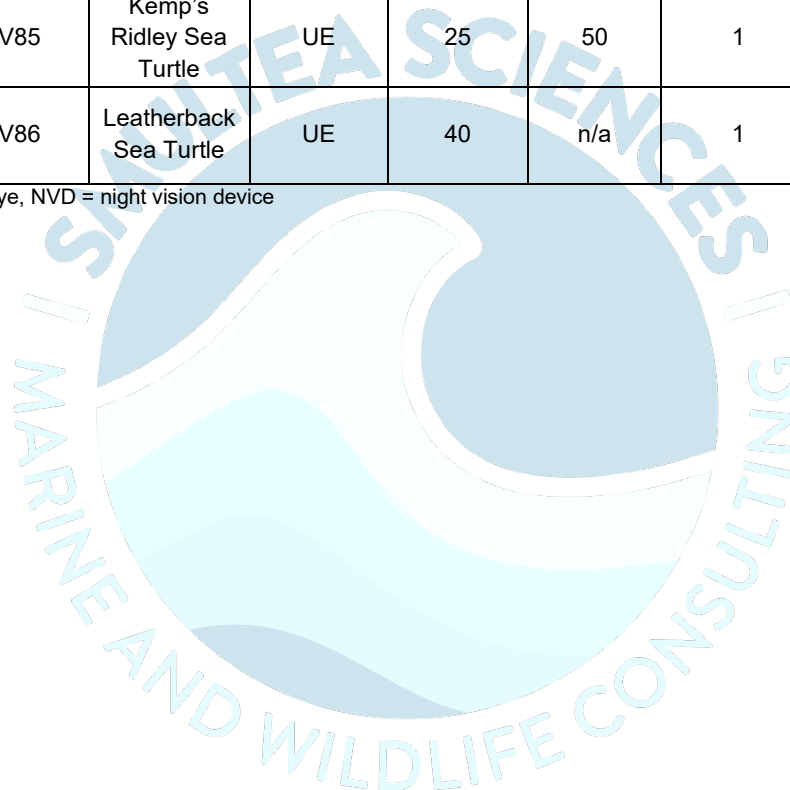 V85 Kemp's Ridley Sea Turtle UE 25 50 1
V86 Leatherback Sea Turtle UE 40 n/a 1
ye, NVD = night vision device
SMULTEA SCIENCES
| MARINE AND WILDLIFE CONSULTING |